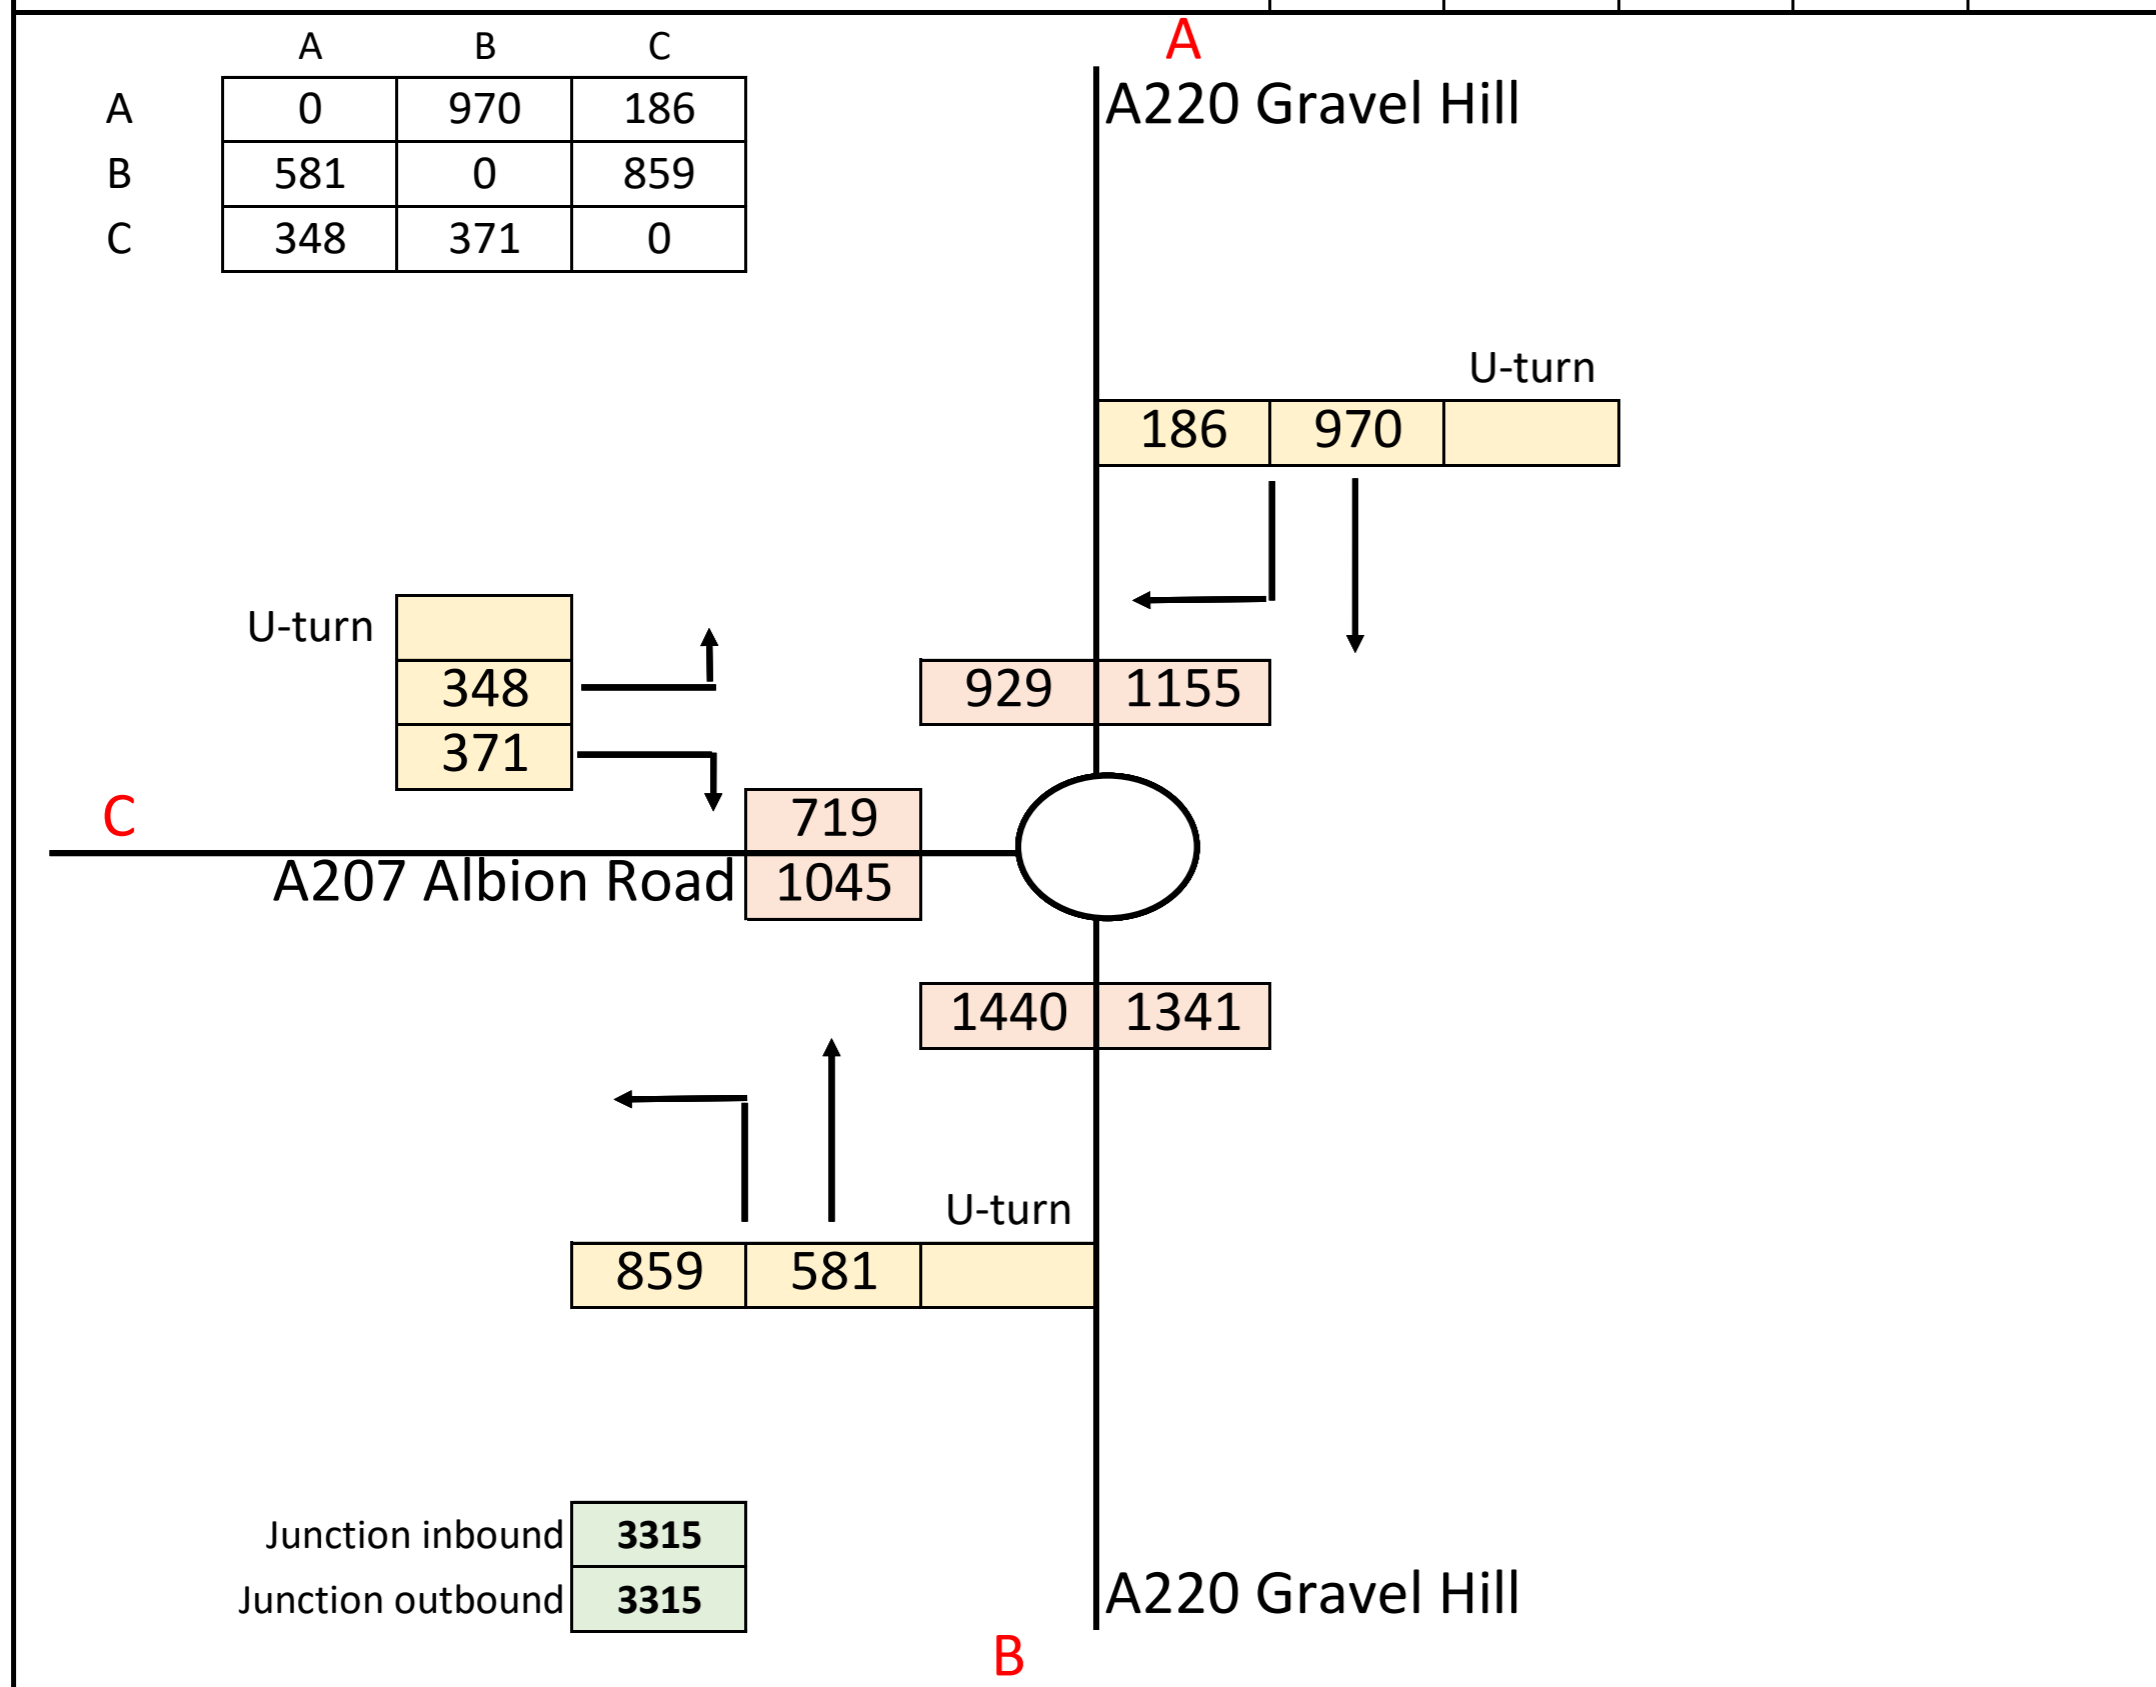 A
A B C
A 0 970 186
B 581 0 859
C 348 371 0
A220 Gravel Hill
U-turn
186 970
U-turn
348
371
929 1155
C
719
A207 Albion Road 1045
1440 1341
U-turn
859 581
Junction inbound 3315
Junction outbound 3315
A220 Gravel Hill
B